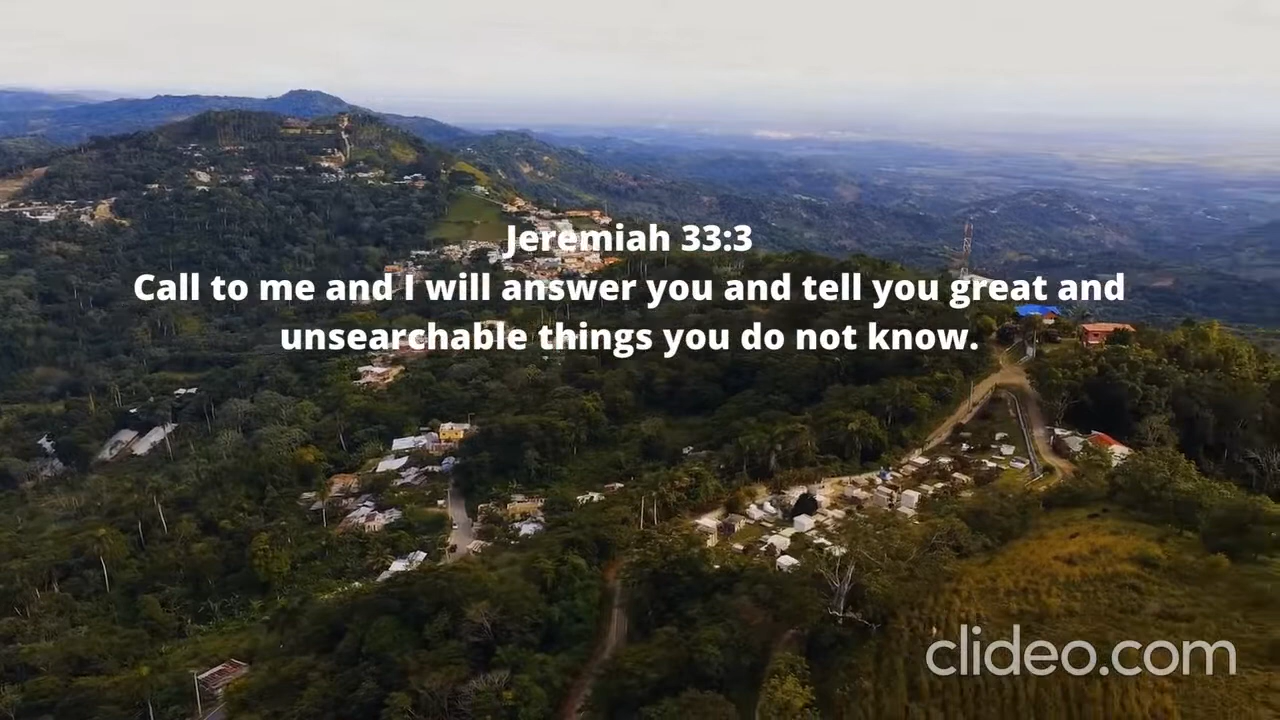 Jeremiah 33:3
Call to me and I will answer you and tell you great and
unsearchable things you do not know.
clideo.com